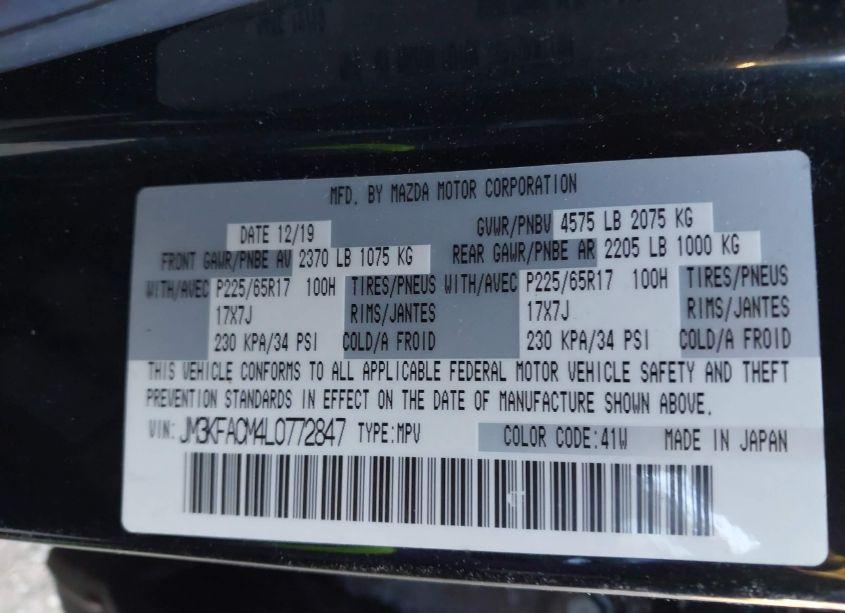 MFD. BY MAZDA MOTOR CORPORATION
DATE 12/19 GVWR/PNBV 4575 LB 2075 KG
FRONT GAWR/PNBE AV 2370 LB 1075 KG REAR GAWR/PNBE AR 2205 LB 1000 KG
WITH/AVEC P225/65R17 100H TIRES/PNEUS WITH/AVEC P225/65R17 100H TIRES/PNEUS
17X7J RIMS/JANTES 17X7J RIMS/JANTES
230 KPA/34 PSI COLD/A FROID 230 KPA/34 PSI COLD/A FROID
THIS VEHICLE CONFORMS TO ALL APPLICABLE FEDERAL MOTOR VEHICLE SAFETY AND THEFT
PREVENTION STANDARDS IN EFFECT ON THE DATE OF MANUFACTURE SHOWN ABOVE.
VIN: JM3KFACM4L0772847 TYPE:MPV COLOR CODE:41W MADE IN JAPAN